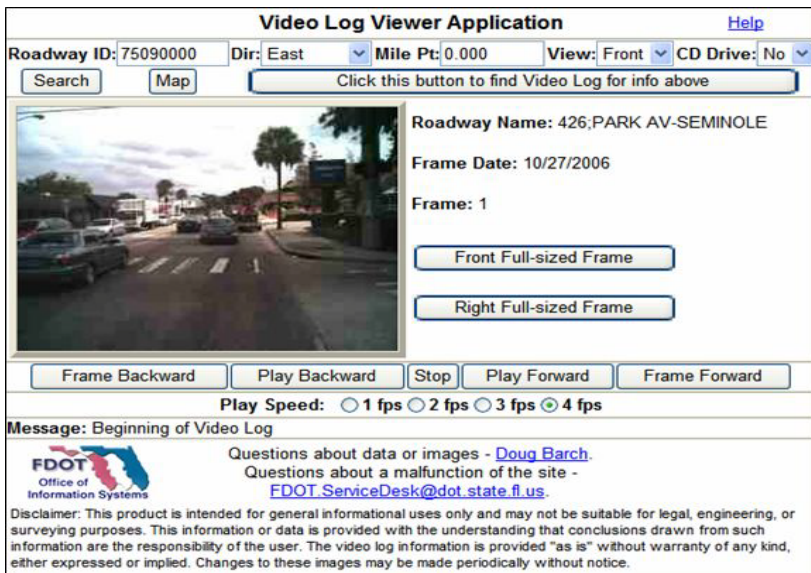 Video Log Viewer Application Help
Roadway ID: 75090000 Dir: East Mile Pt: 0.000 View: Front CD Drive: No
Search Map Click this button to find Video Log for info above
Roadway Name: 426;PARK AV-SEMINOLE
Frame Date: 10/27/2006
Frame: 1
Front Full-sized Frame
Right Full-sized Frame
Frame Backward Play Backward Stop Play Forward Frame Forward
Play Speed: 1 fps 2 fps 3 fps 4 fps
Message: Beginning of Video Log
FDOT
Office of
Information Systems
Questions about data or images - Doug Barch.
Questions about a malfunction of the site -
FDOT.ServiceDesk@dot.state.fl.us.
Disclaimer: This product is intended for general informational uses only and may not be suitable for legal, engineering, or
surveying purposes. This information or data is provided with the understanding that conclusions drawn from such
information are the responsibility of the user. The video log information is provided "as is" without warranty of any kind,
either expressed or implied. Changes to these images may be made periodically without notice.